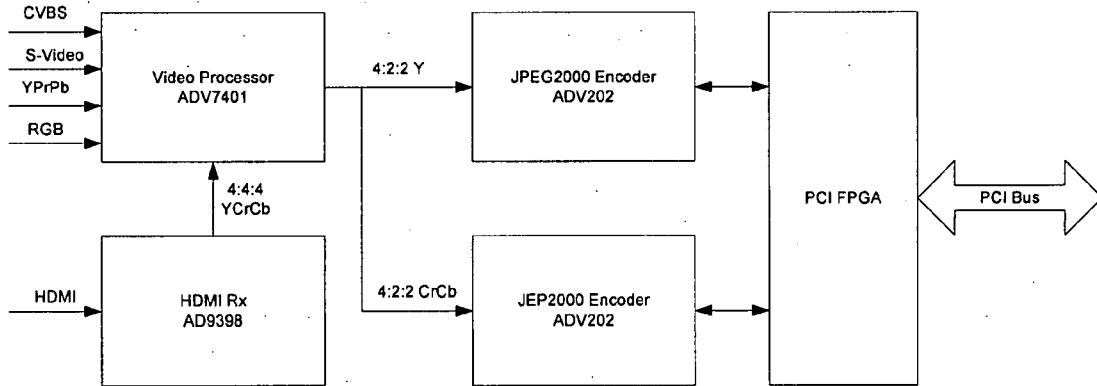 CVBS
S-Video
YPrPb
RGB
Video Processor
ADV7401
4:2:2 Y
JPEG2000 Encoder
ADV202
PCI FPGA
PCI Bus
4:4:4
YCrCb
HDMI
HDMI Rx
AD9398
4:2:2 CrCb
JEP2000 Encoder
ADV202